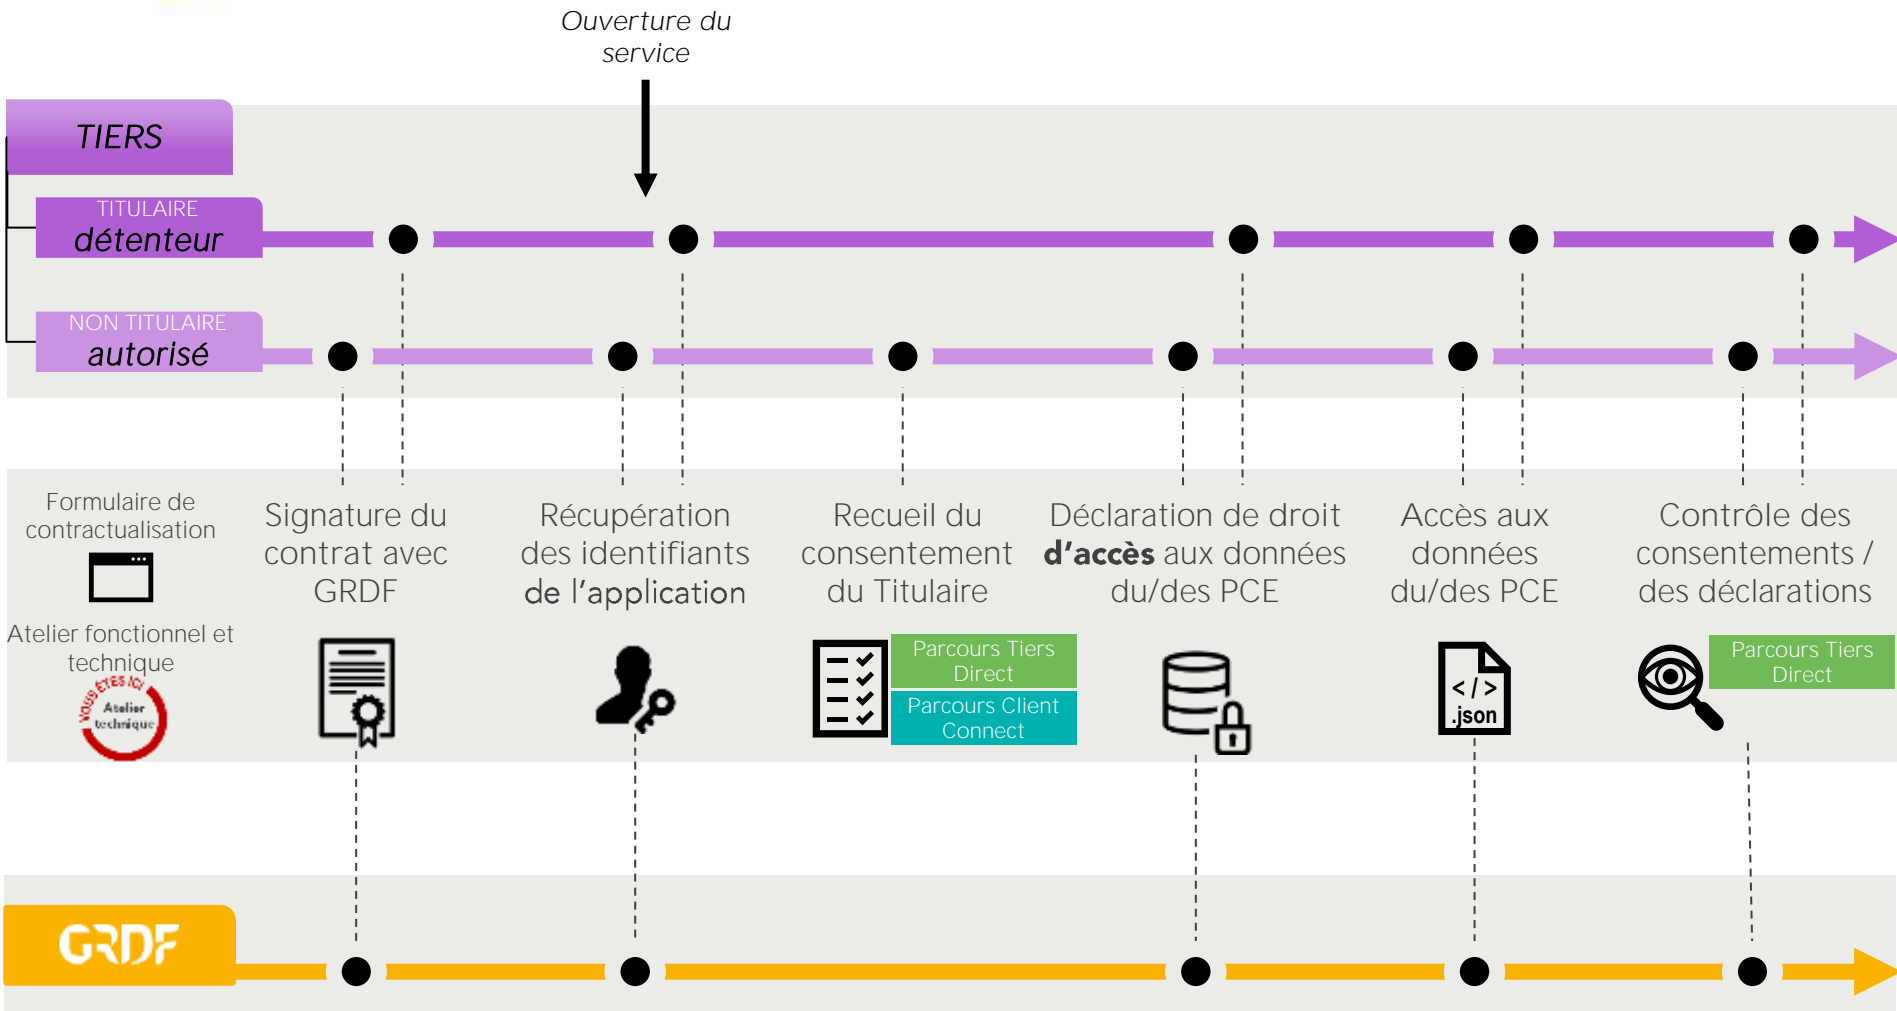 Ouverture du
service
TIERS
TITULAIRE
détenteur
NON TITULAIRE
autorisé
Formulaire de
contractualisation
Atelier fonctionnel et
technique
VOUS ÊTES ICI
Atelier
technique
Signature du
contrat avec
GRDF
Récupération
des identifiants
de l'application
Recueil du
consentement
du Titulaire
Parcours Tiers
Direct
Parcours Client
Connect
Déclaration de droit
d'accès aux données
du/des PCE
Accès aux
données
du/des PCE
</>
.json
Contrôle des
consentements /
des déclarations
Parcours Tiers
Direct
GRDF